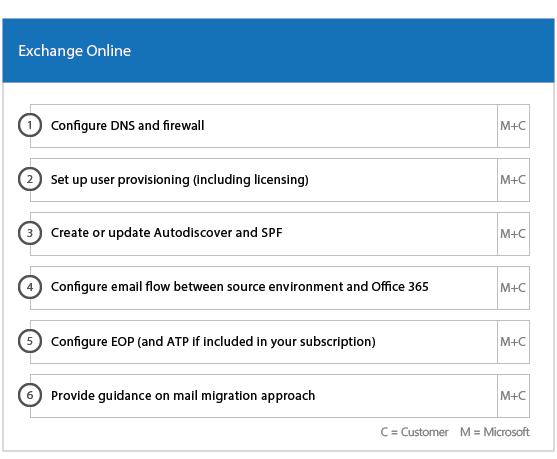 Exchange Online
1 Configure DNS and firewall M+C
2 Set up user provisioning (including licensing) M+C
3 Create or update Autodiscover and SPF M+C
4 Configure email flow between source environment and Office 365 M+C
5 Configure EOP (and ATP if included in your subscription) M+C
6 Provide guidance on mail migration approach M+C
C = Customer M = Microsoft